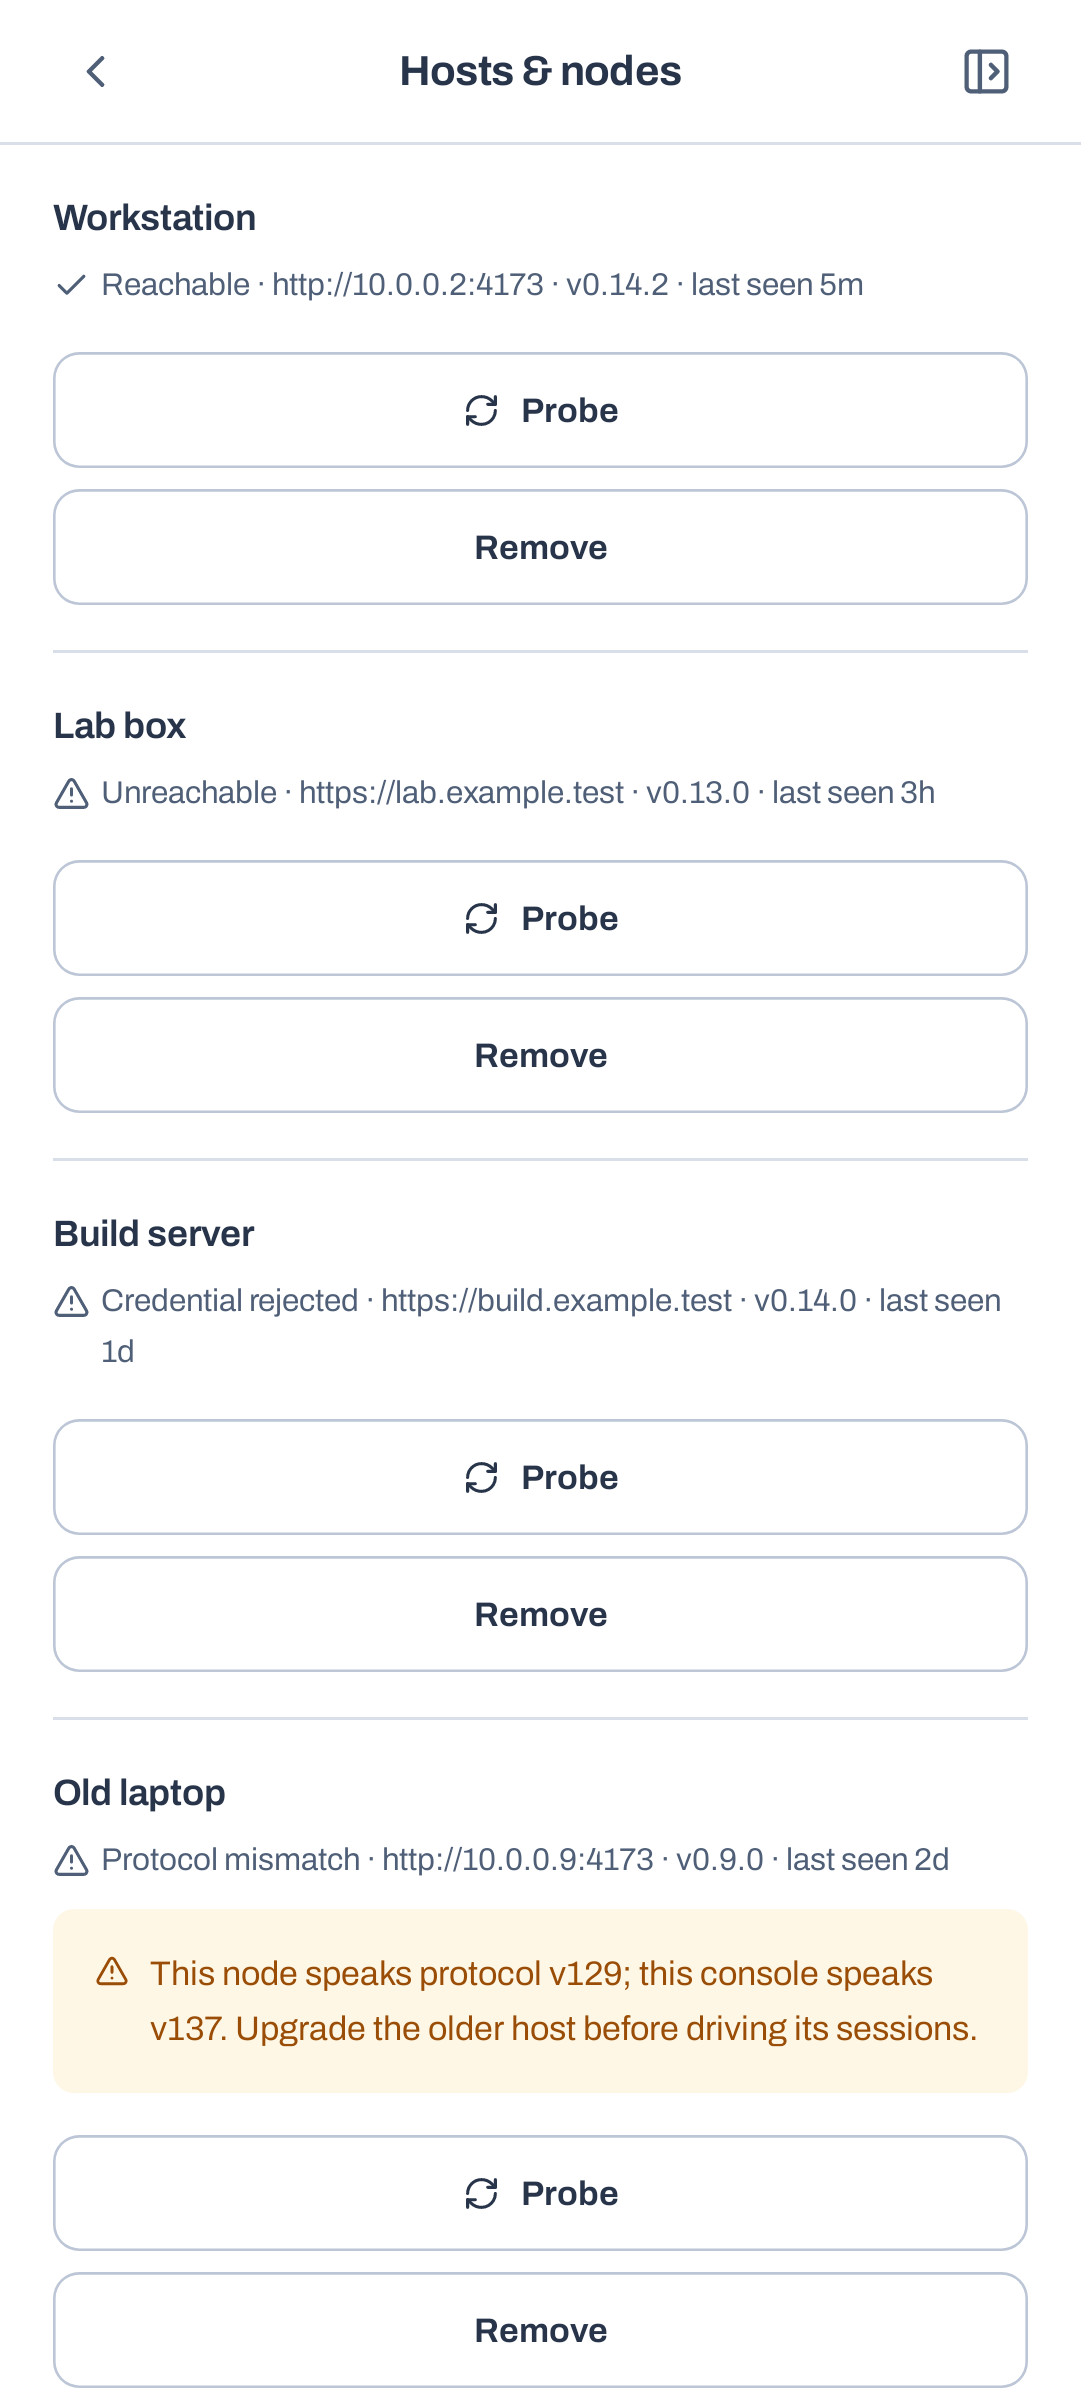 Hosts & nodes
Workstation
Reachable · http://10.0.0.2:4173 · v0.14.2 · last seen 5m
Probe
Remove
Lab box
Unreachable · https://lab.example.test · v0.13.0 · last seen 3h
Probe
Remove
Build server
Credential rejected · https://build.example.test · v0.14.0 · last seen
1d
Probe
Remove
Old laptop
Protocol mismatch · http://10.0.0.9:4173 · v0.9.0 · last seen 2d
This node speaks protocol v129; this console speaks
v137. Upgrade the older host before driving its sessions.
Probe
Remove